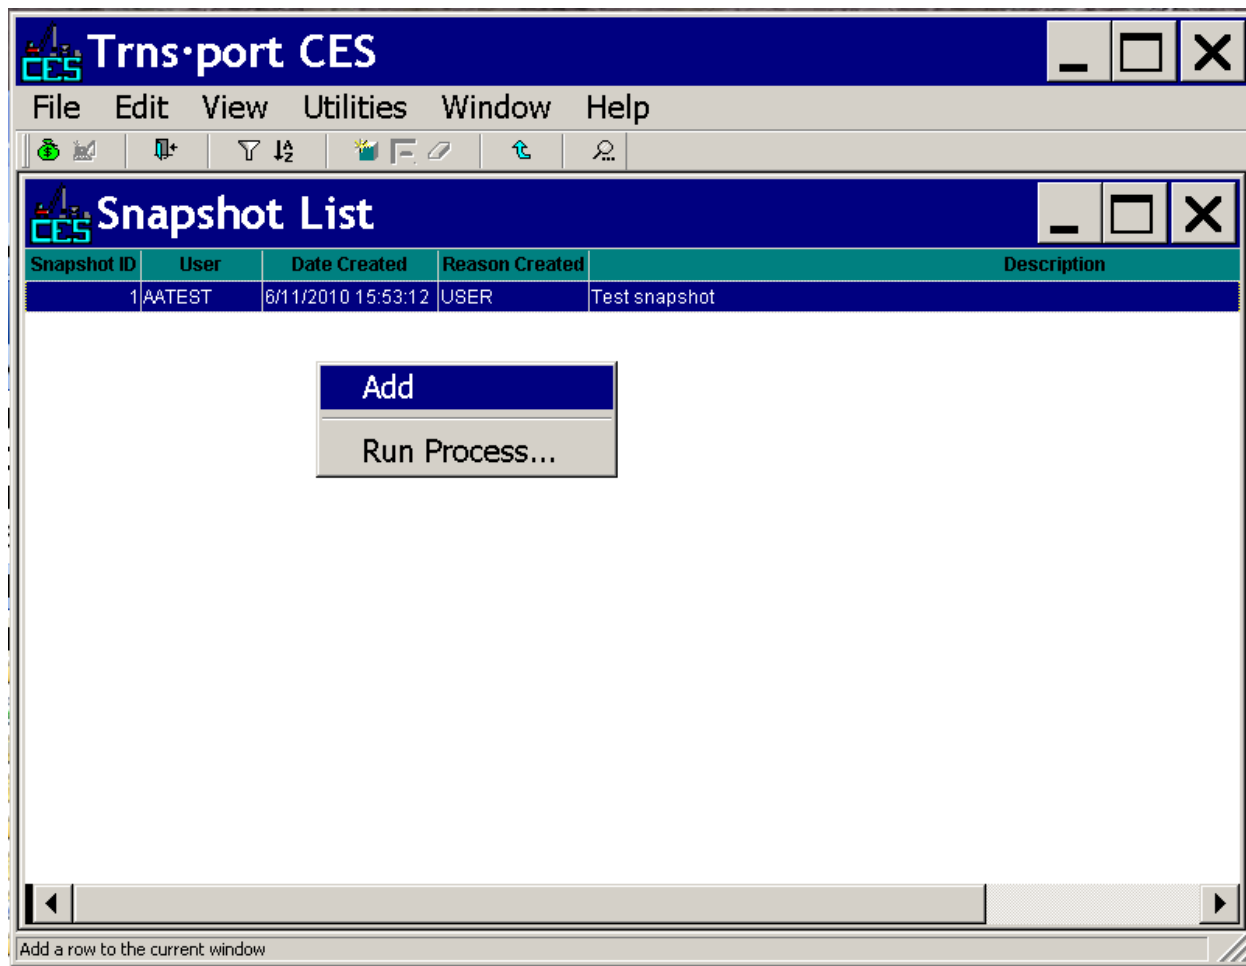 CES Trns·port CES
File Edit View Utilities Window Help
CES Snapshot List
Snapshot ID User Date Created Reason Created Description
1 AATEST 6/11/2010 15:53:12 USER Test snapshot
Add
Run Process...
Add a row to the current window